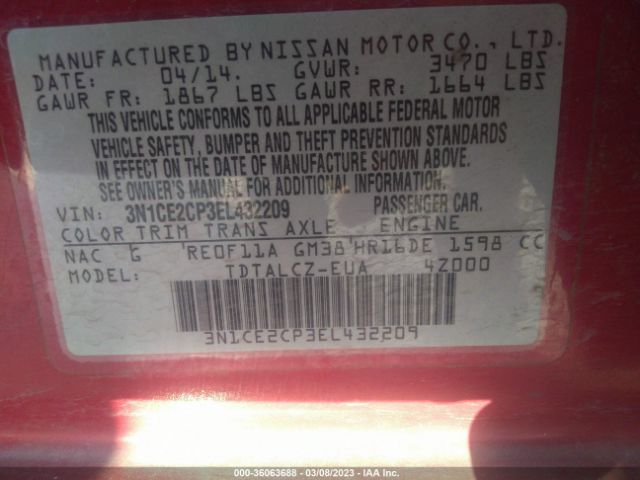 MANUFACTURED BY NISSAN MOTOR CO., LTD.
DATE: 04/14. GVWR: 3470 LBS
GAWR FR: 1867 LBS GAWR RR: 1664 LBS
THIS VEHICLE CONFORMS TO ALL APPLICABLE FEDERAL MOTOR
VEHICLE SAFETY, BUMPER AND THEFT PREVENTION STANDARDS
IN EFFECT ON THE DATE OF MANUFACTURE SHOWN ABOVE.
SEE OWNER'S MANUAL FOR ADDITIONAL INFORMATION.
VIN: 3N1CE2CP3EL432209 PASSENGER CAR.
COLOR TRIM TRANS AXLE ENGINE
NAC G RE0F11A GM38 HR16DE 1598 CC
MODEL: TDTALCZ-EUA 4Z000
3N1CE2CP3EL432209
000-36063688 - 03/08/2023 - IAA Inc.